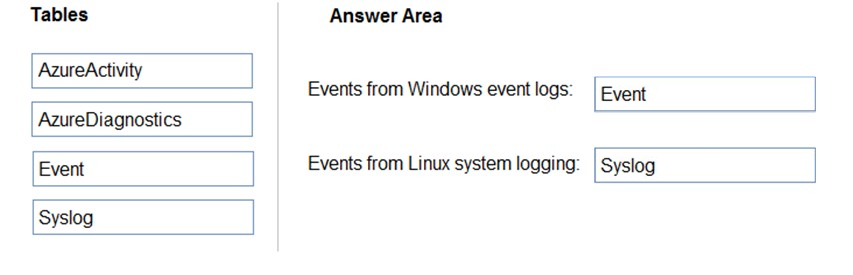 Tables
AzureActivity
AzureDiagnostics
Event
Syslog
Answer Area
Events from Windows event logs: Event
Events from Linux system logging: Syslog